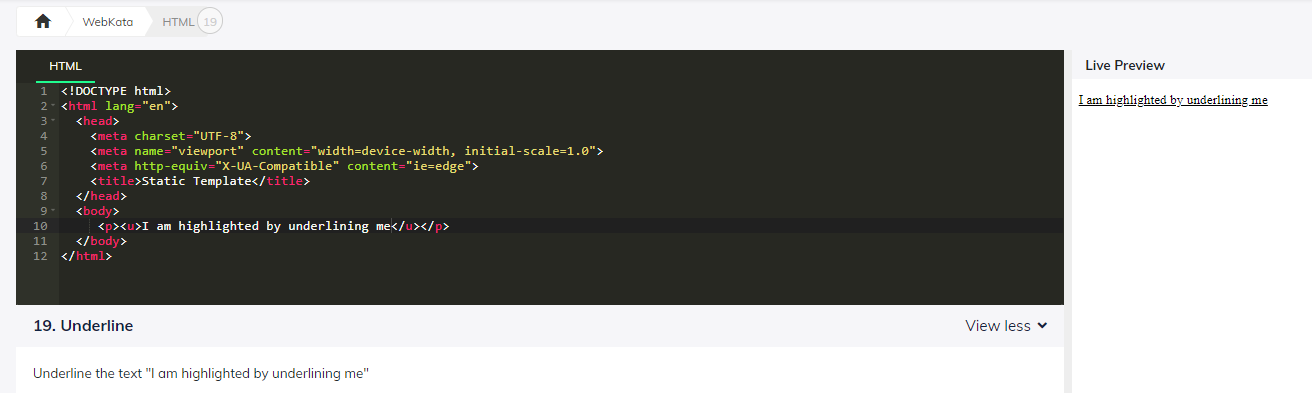 WebKata HTML 19
HTML
Live Preview
1 <!DOCTYPE html>
2 <html lang="en">
3 <head>
4 <meta charset="UTF-8">
5 <meta name="viewport" content="width=device-width, initial-scale=1.0">
6 <meta http-equiv="X-UA-Compatible" content="ie=edge">
7 <title>Static Template</title>
8 </head>
9 <body>
10 <p><u>I am highlighted by underlining me</u></p>
11 </body>
12 </html>
I am highlighted by underlining me
19. Underline
View less
Underline the text "I am highlighted by underlining me"